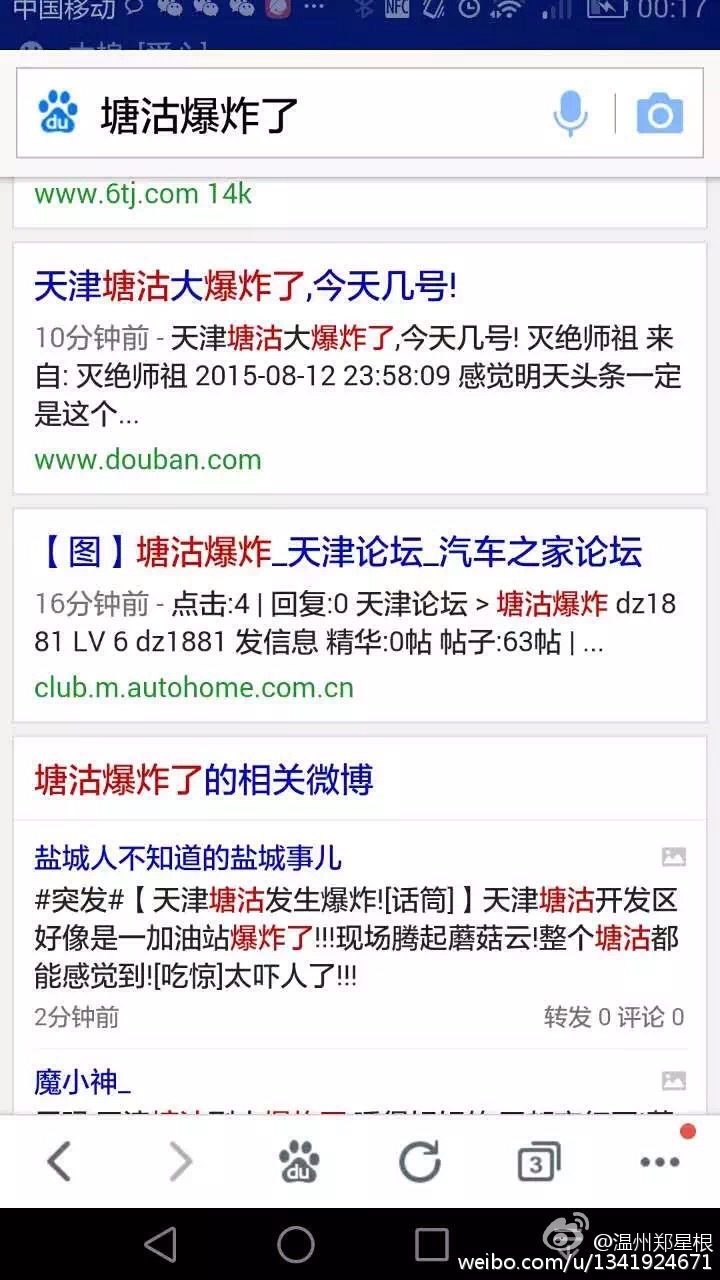 中国移动 NFC 00:17
du 塘沽爆炸了
www.6tj.com 14k
天津塘沽大爆炸了,今天几号!
10分钟前 - 天津塘沽大爆炸了,今天几号! 灭绝师祖 来
自: 灭绝师祖 2015-08-12 23:58:09 感觉明天头条一定
是这个...
www.douban.com
【图】塘沽爆炸_天津论坛_汽车之家论坛
16分钟前 - 点击:4 | 回复:0 天津论坛 > 塘沽爆炸 dz18
81 LV 6 dz1881 发信息 精华:0帖 帖子:63帖 | ...
club.m.autohome.com.cn
塘沽爆炸了的相关微博
盐城人不知道的盐城事儿
#突发#【天津塘沽发生爆炸![话筒]】天津塘沽开发区
好像是一加油站爆炸了!!!现场腾起蘑菇云!整个塘沽都
能感觉到![吃惊]太吓人了!!!
2分钟前 转发 0 评论 0
魔小神_
du 3
@温州郑星根
weibo.com/u/1341924671